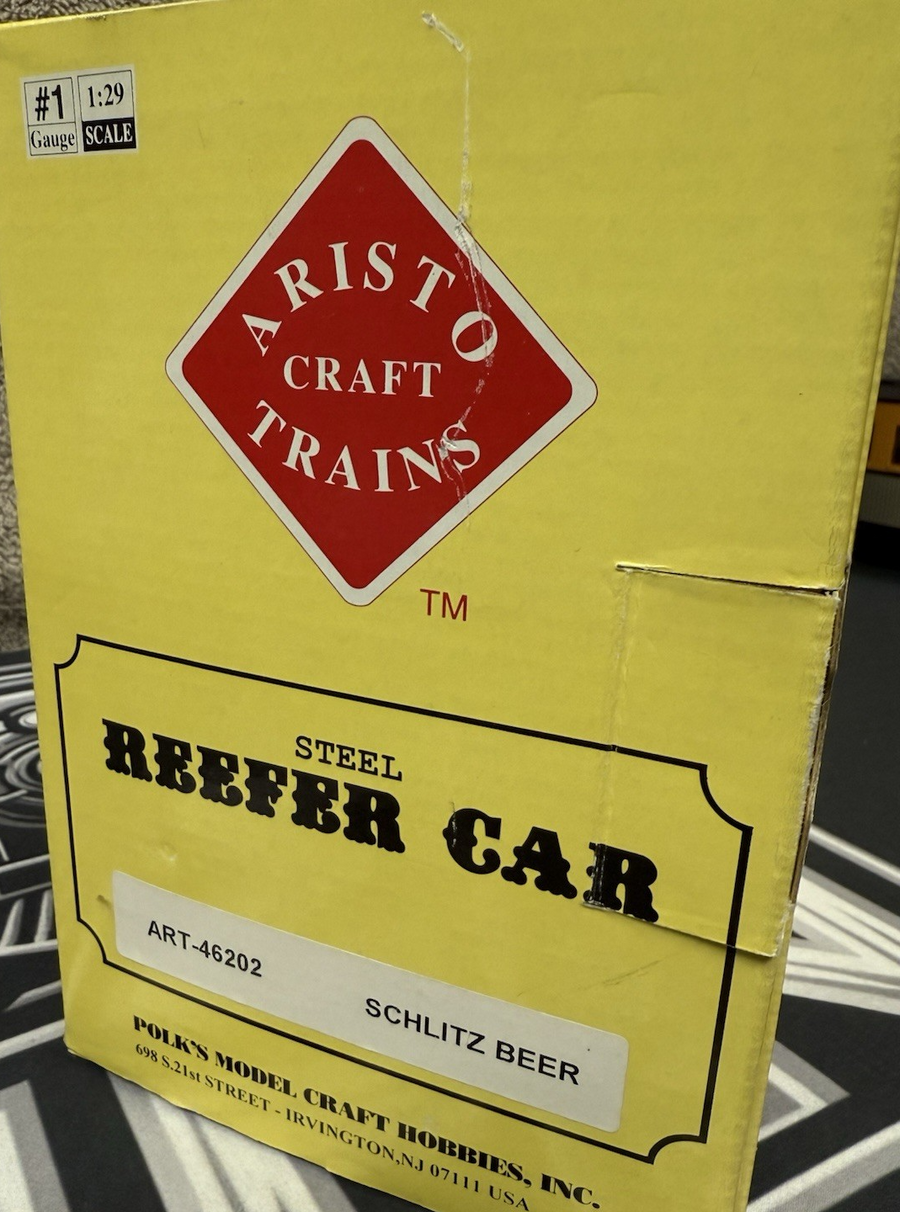 #1 1:29
Gauge SCALE
ARISTO
CRAFT
TRAINS
TM
STEEL
REEFER CAR
ART-46202 SCHLITZ BEER
POLK'S MODEL CRAFT HOBBIES, INC.
698 S.21st STREET - IRVINGTON,NJ 07111 USA